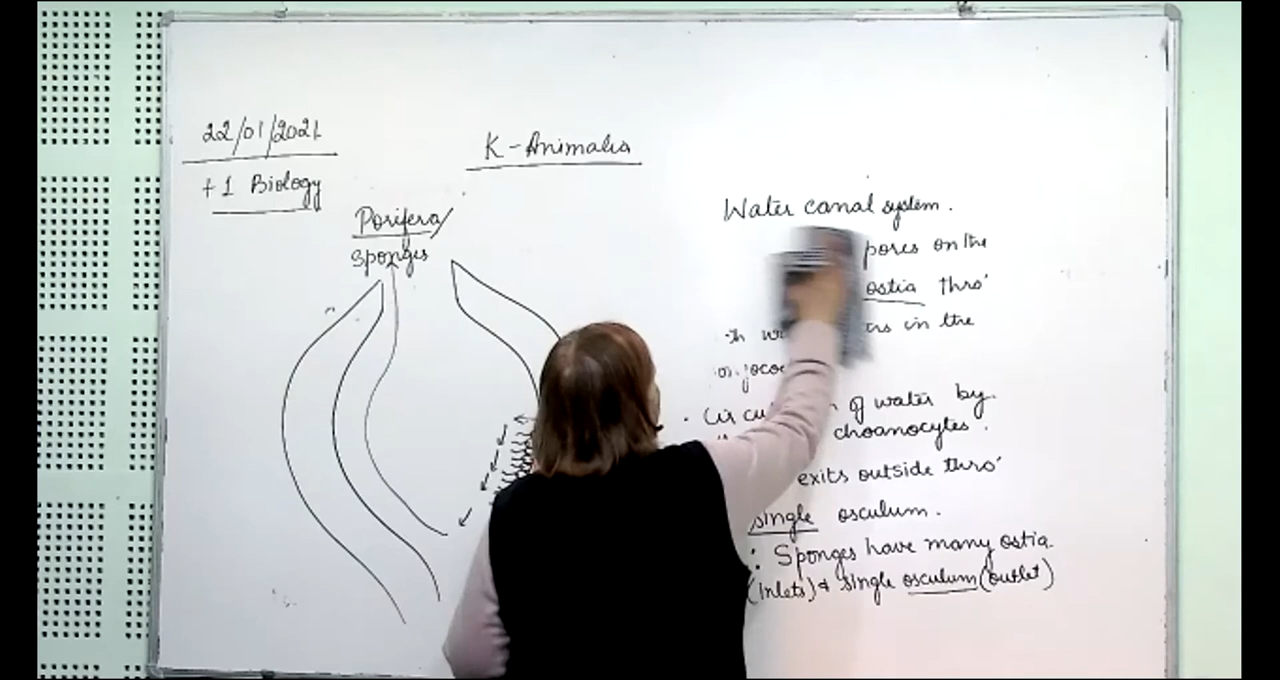 22/01/2021
+1 Biology
K-Animalia
Porifera/
Sponges
Water canal system.
pores on the
ostia thro'
in the
of water by
choanocytes.
exits outside thro'
single osculum.
: Sponges have many ostia.
(inlets) & single osculum (outlet)